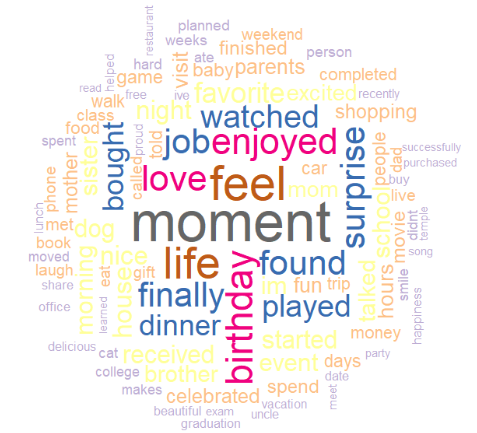 restaurant
planned
weeks
weekend
ate
finished
person
helped
hard
visit
baby
parents
completed
read
game
free
ive
favorite
excited
recently
walk
class
night
watched
shopping
food
spent
sister
bought
told
proud
job
enjoyed
surprise
people
dad
successfully
purchased
mother
phone
called
love
feel
car
mom
school
buy
live
lunch
met
dog
moment
movie
didnt
temple
book
nice
song
moved
morning
house
life
found
talked
hours
smile
laugh
eat
gift
birthday
im
fun
trip
happiness
share
finally
played
office
learned
dinner
started
money
delicious
cat
received
event
days
party
college
brother
spend
date
makes
celebrated
meet
beautiful
exam
vacation
uncle
graduation